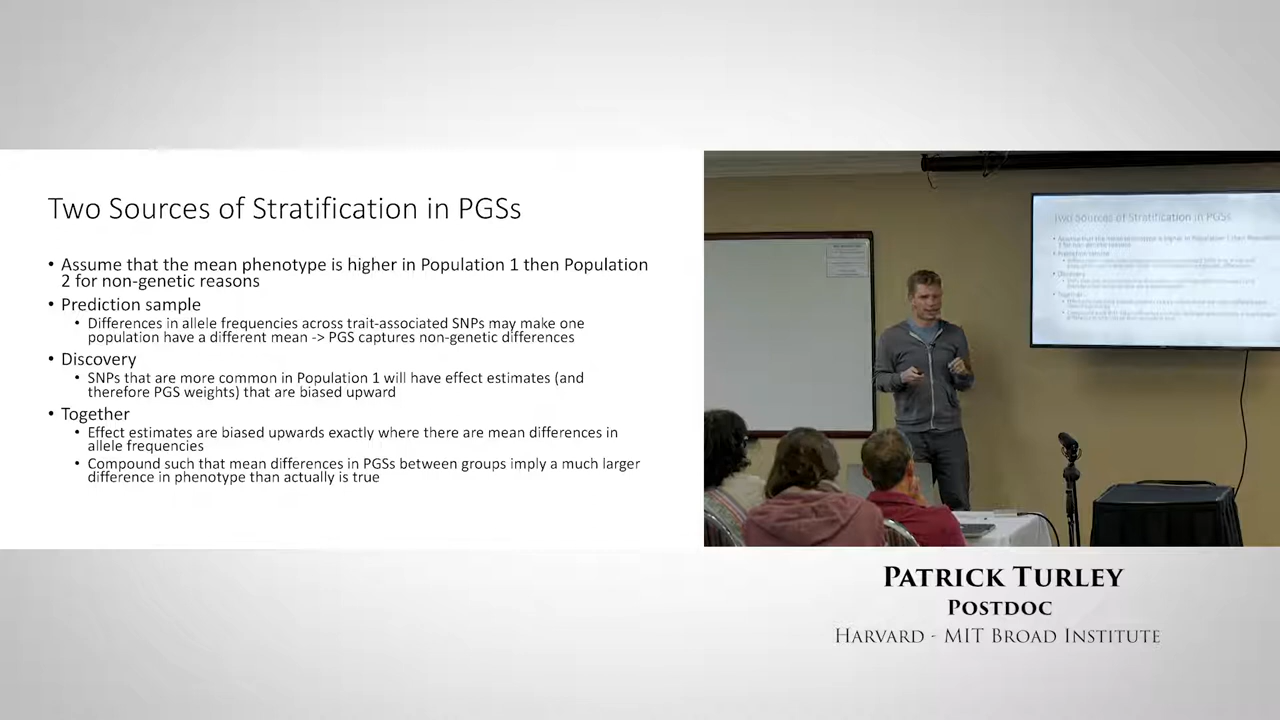 Two Sources of Stratification in PGSs
• Assume that the mean phenotype is higher in Population 1 then Population
2 for non-genetic reasons
• Prediction sample
• Differences in allele frequencies across trait-associated SNPs may make one
population have a different mean -> PGS captures non-genetic differences
• Discovery
• SNPs that are more common in Population 1 will have effect estimates (and
therefore PGS weights) that are biased upward
• Together
• Effect estimates are biased upwards exactly where there are mean differences in
allele frequencies
• Compound such that mean differences in PGSs between groups imply a much larger
difference in phenotype than actually is true
Two Sources of Stratification in PGSs
Patrick Turley
Postdoc
Harvard - MIT Broad Institute